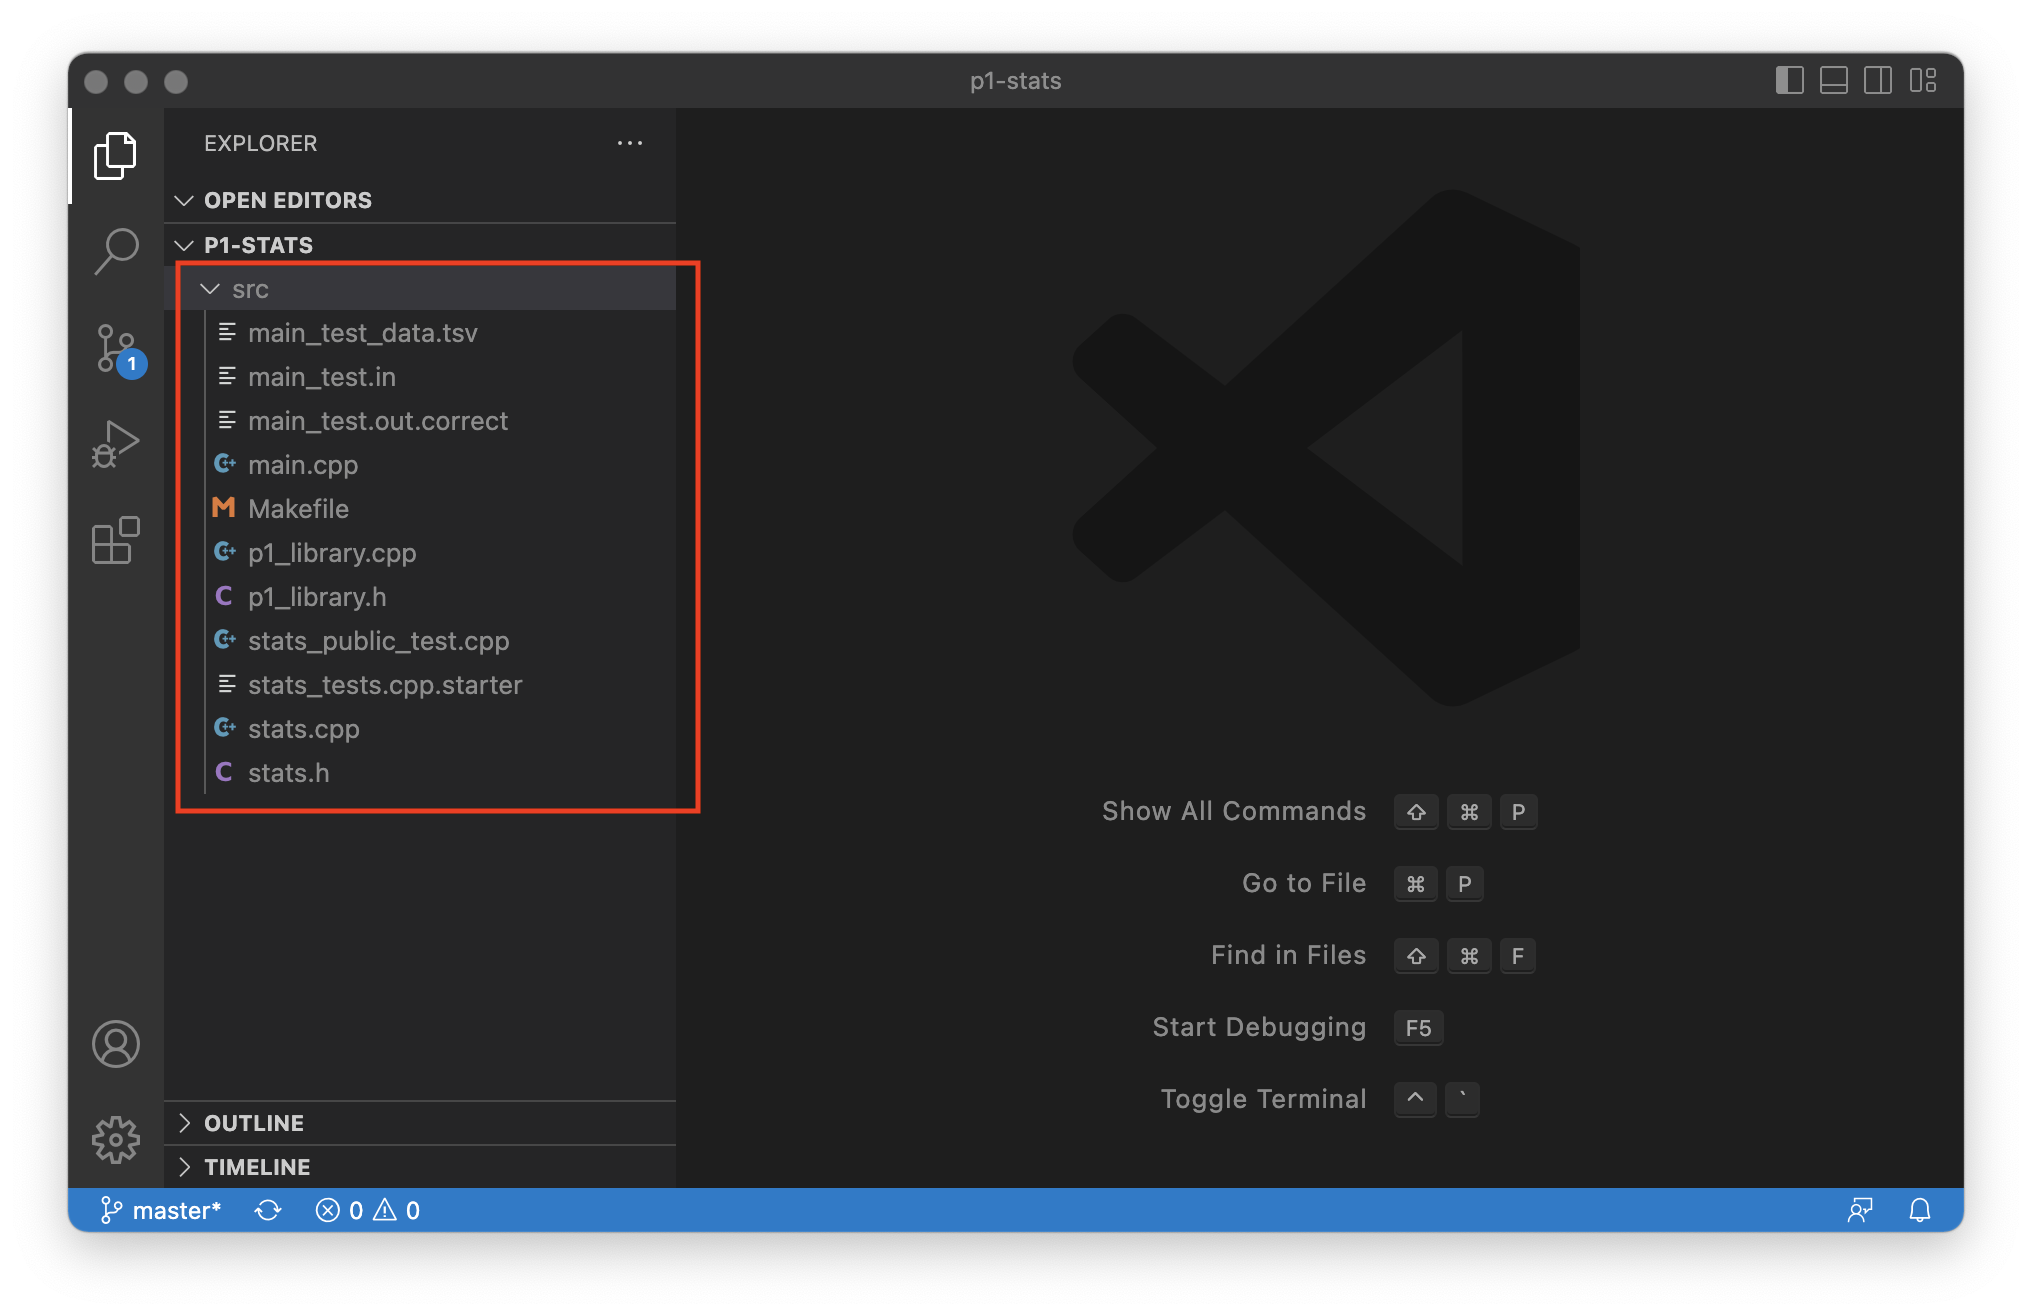 p1-stats
EXPLORER
OPEN EDITORS
P1-STATS
src
main_test_data.tsv
main_test.in
main_test.out.correct
main.cpp
Makefile
p1_library.cpp
p1_library.h
stats_public_test.cpp
stats_tests.cpp.starter
stats.cpp
stats.h
OUTLINE
TIMELINE
1
Show All Commands ⇧ ⌘ P
Go to File ⌘ P
Find in Files ⇧ ⌘ F
Start Debugging F5
Toggle Terminal ^ `
master* 0 0